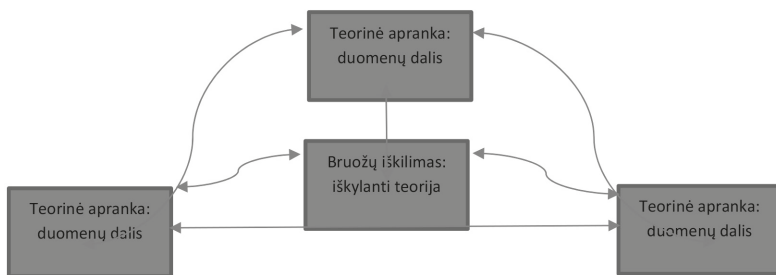 Teorinė apranka:
duomenų dalis
Bruožų iškilimas:
iškylanti teorija
Teorinė apranka:
duomenų dalis
Teorinė apranka:
duomenų dalis